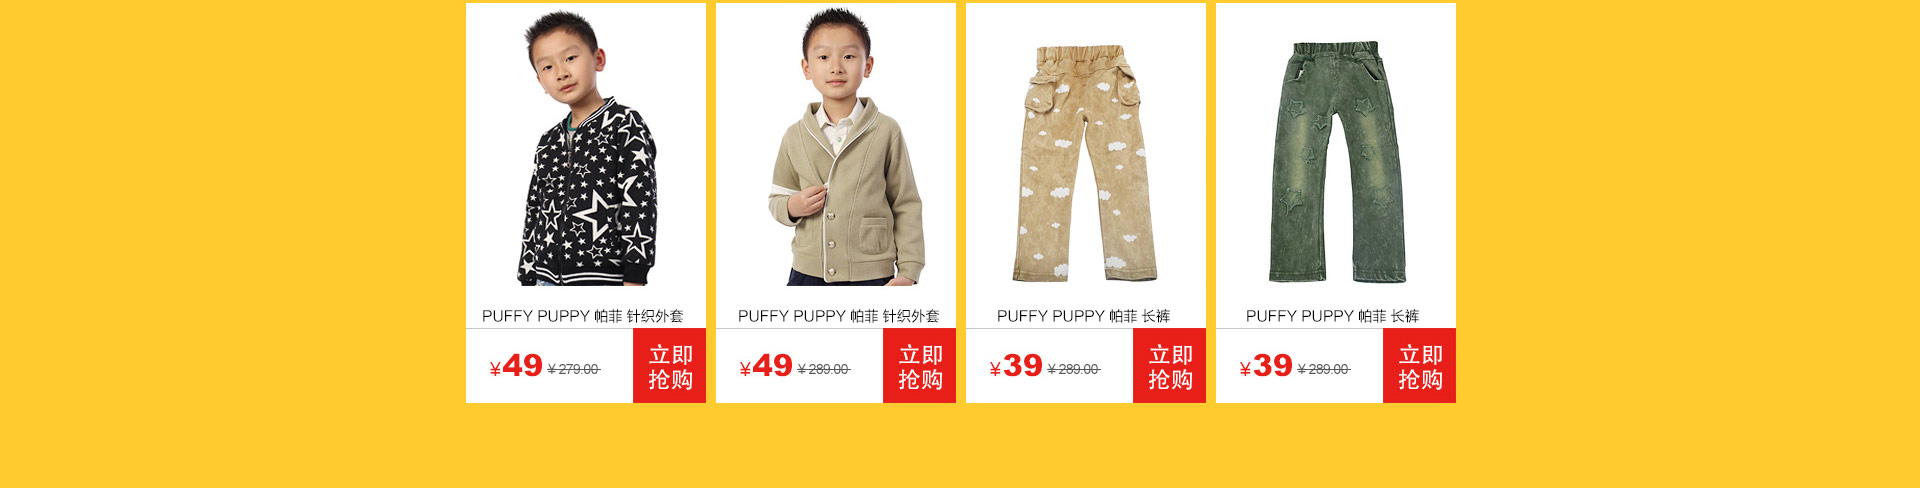 PUFFY PUPPY 帕菲 针织外套
¥49 ¥279.00
立即
抢购
PUFFY PUPPY 帕菲 针织外套
¥49 ¥289.00
立即
抢购
PUFFY PUPPY 帕菲 长裤
¥39 ¥289.00
立即
抢购
PUFFY PUPPY 帕菲 长裤
¥39 ¥289.00
立即
抢购